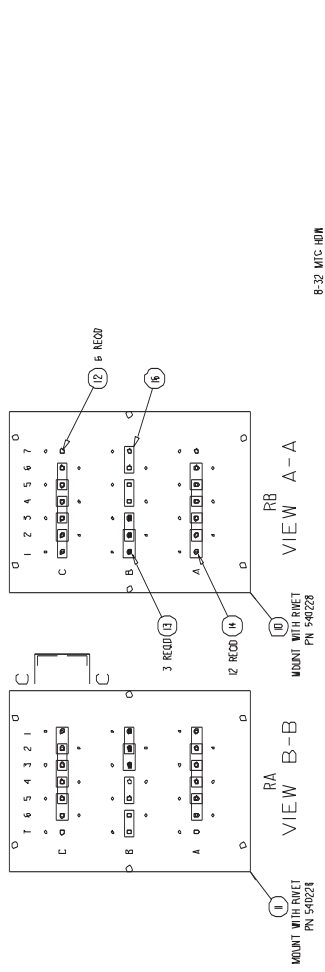 8-32 MTC HDW
12 6 REQD
16
1 2 3 4 5 6 7
C
B
A
3 REQD 13
12 REQD 14
RB
VIEW A-A
10
MOUNT WITH RIVET
PN 540228
C
C
7 6 5 4 3 2 1
C
B
A
RA
VIEW B-B
11
MOUNT WITH RIVET
PN 540228